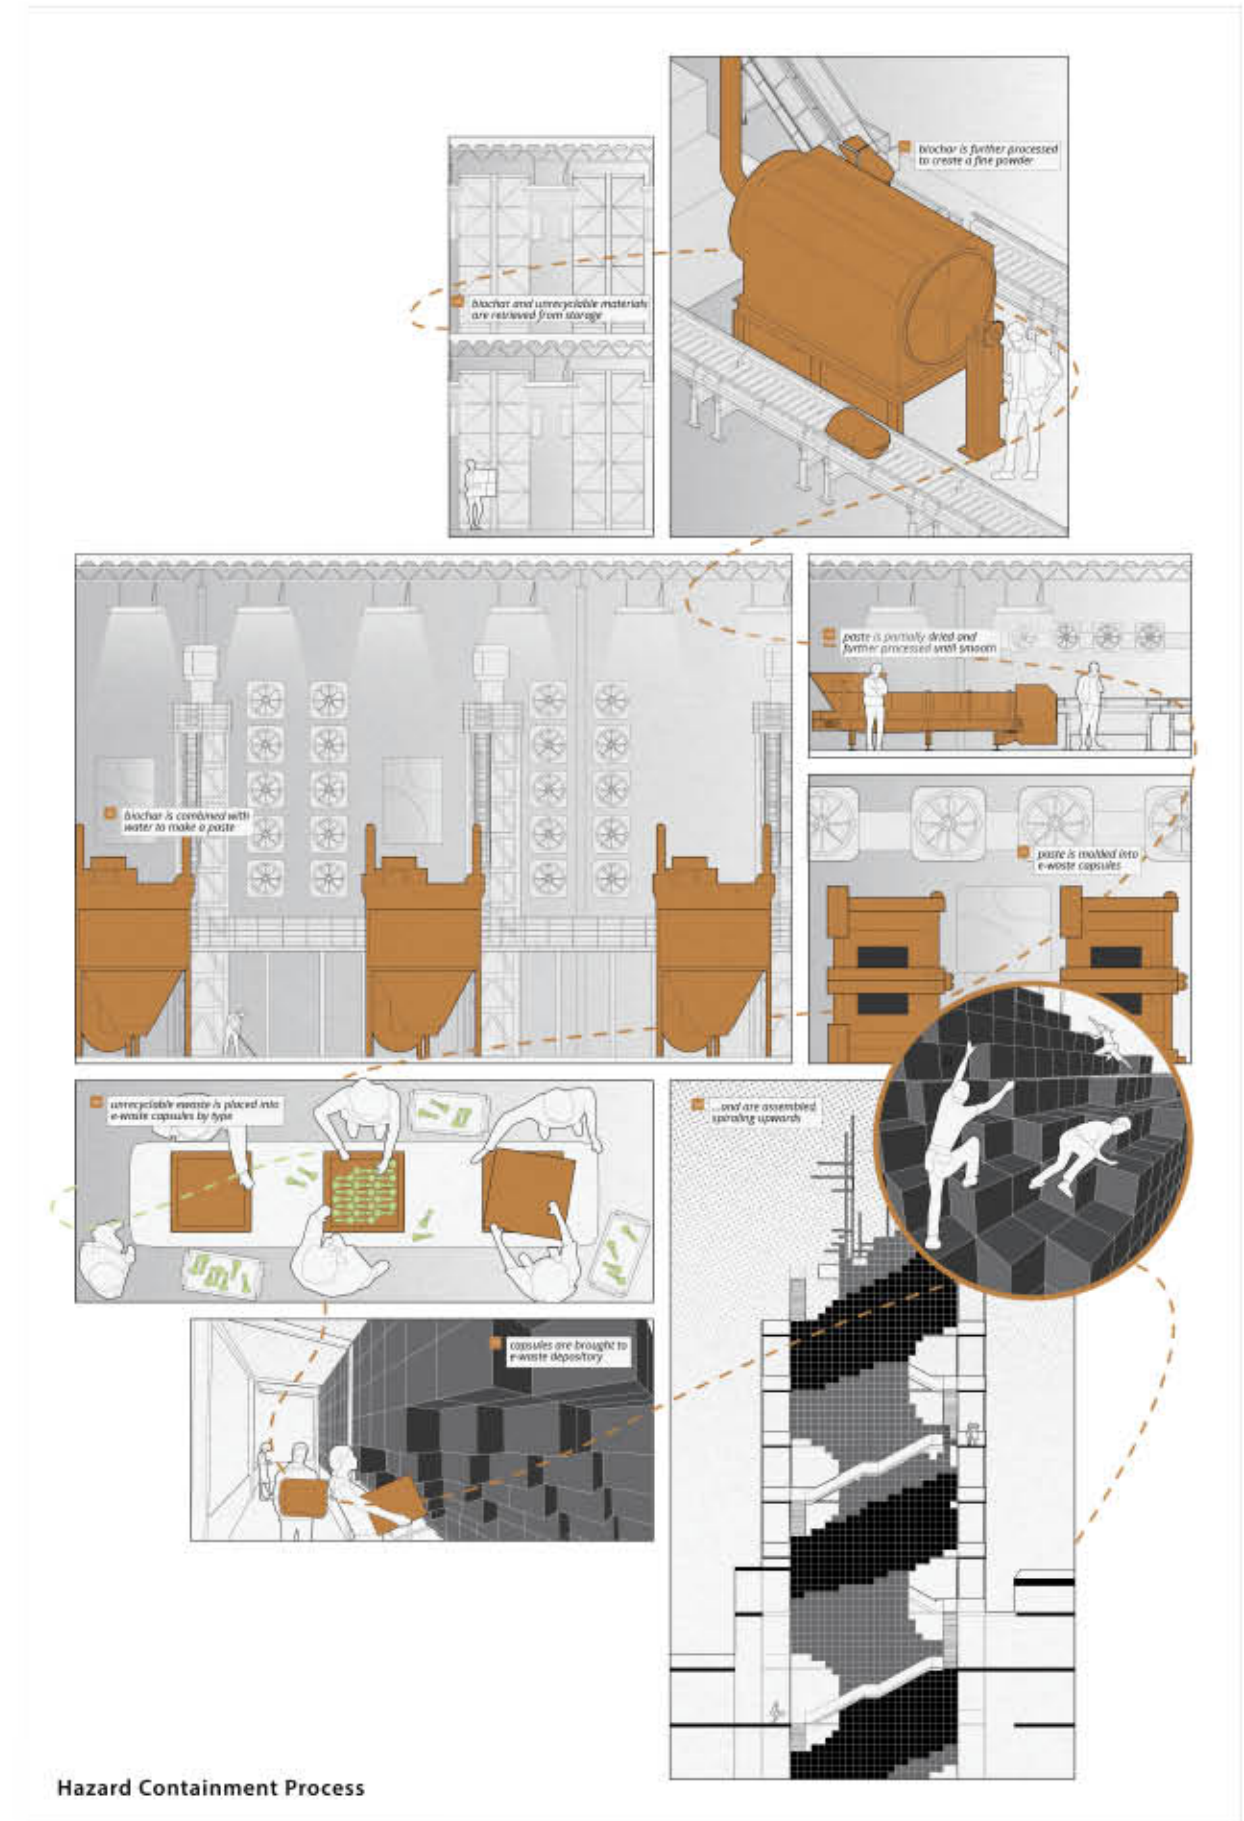 biochar is further processed
to create a fine powder
biochar and unrecyclable materials
are retrieved from storage
paste is partially dried and
further processed until smooth
biochar is combined with
water to make a paste
paste is molded into
e-waste capsules
unrecyclable ewaste is placed into
e-waste capsules by type
...and are assembled
spiraling upwards
capsules are brought to
e-waste depository
Hazard Containment Process